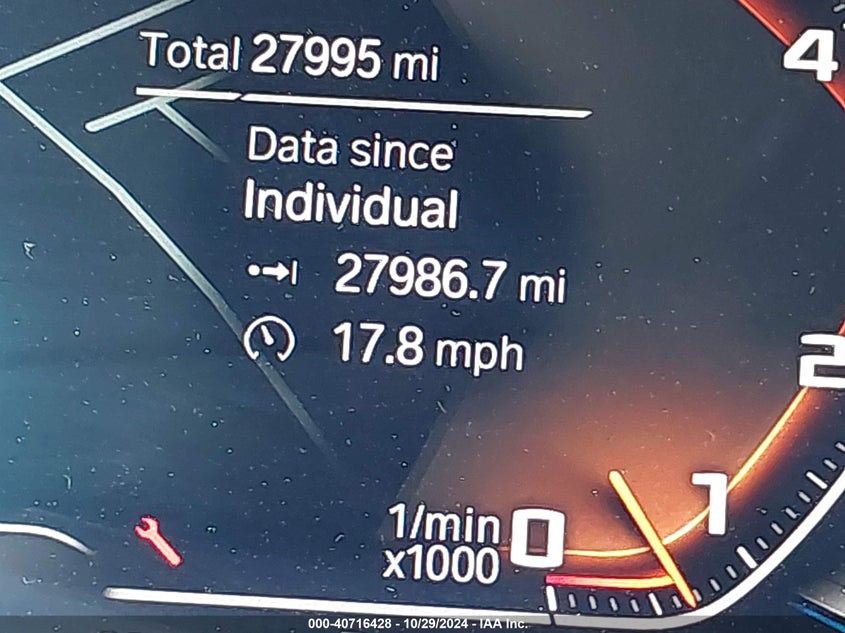 Total 27995 mi
Data since
Individual
27986.7 mi
17.8 mph
4
2
1
1/min
x1000
0
000-40716428 - 10/29/2024 - IAA Inc.